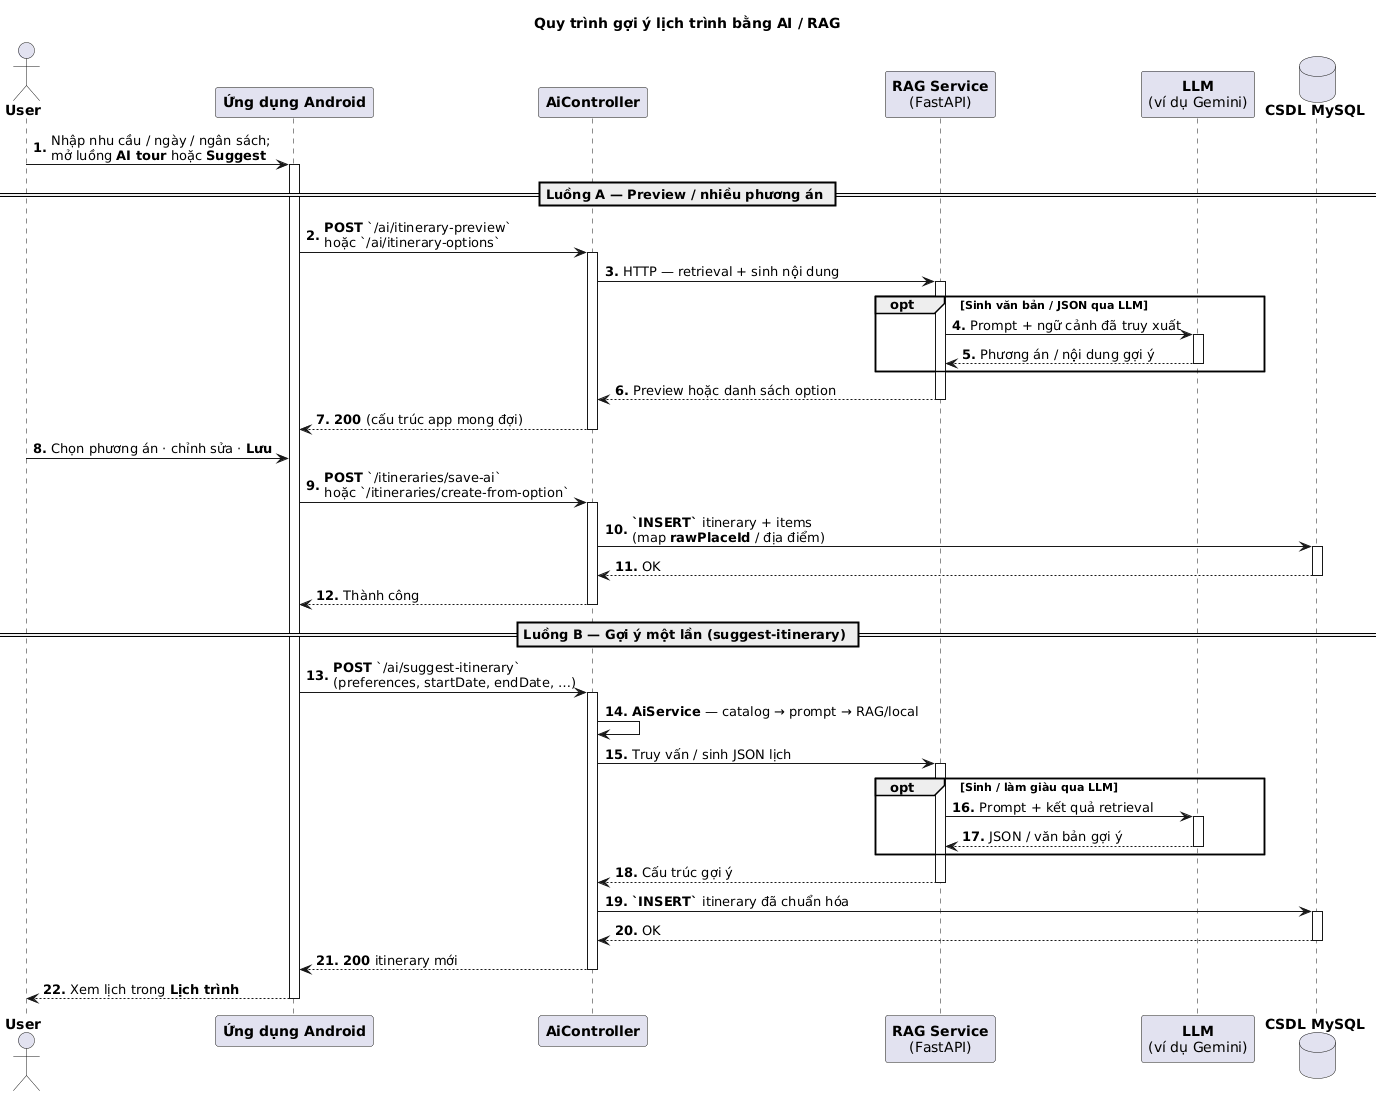 Quy trình gợi ý lịch trình bằng AI / RAG
User
Ứng dụng Android
AiController
RAG Service
(FastAPI)
LLM
(ví dụ Gemini)
CSDL MySQL
1. Nhập nhu cầu / ngày / ngân sách;
mở luồng AI tour hoặc Suggest
Luồng A — Preview / nhiều phương án
2. POST `/ai/itinerary-preview`
hoặc `/ai/itinerary-options`
3. HTTP — retrieval + sinh nội dung
opt [Sinh văn bản / JSON qua LLM]
4. Prompt + ngữ cảnh đã truy xuất
5. Phương án / nội dung gợi ý
6. Preview hoặc danh sách option
7. 200 (cấu trúc app mong đợi)
8. Chọn phương án · chỉnh sửa · Lưu
9. POST `/itineraries/save-ai`
hoặc `/itineraries/create-from-option`
10. `INSERT` itinerary + items
(map rawPlaceId / địa điểm)
11. OK
12. Thành công
Luồng B — Gợi ý một lần (suggest-itinerary)
13. POST `/ai/suggest-itinerary`
(preferences, startDate, endDate, ...)
14. AiService — catalog → prompt → RAG/local
15. Truy vấn / sinh JSON lịch
opt [Sinh / làm giàu qua LLM]
16. Prompt + kết quả retrieval
17. JSON / văn bản gợi ý
18. Cấu trúc gợi ý
19. `INSERT` itinerary đã chuẩn hóa
20. OK
21. 200 itinerary mới
22. Xem lịch trong Lịch trình
User
Ứng dụng Android
AiController
RAG Service
(FastAPI)
LLM
(ví dụ Gemini)
CSDL MySQL